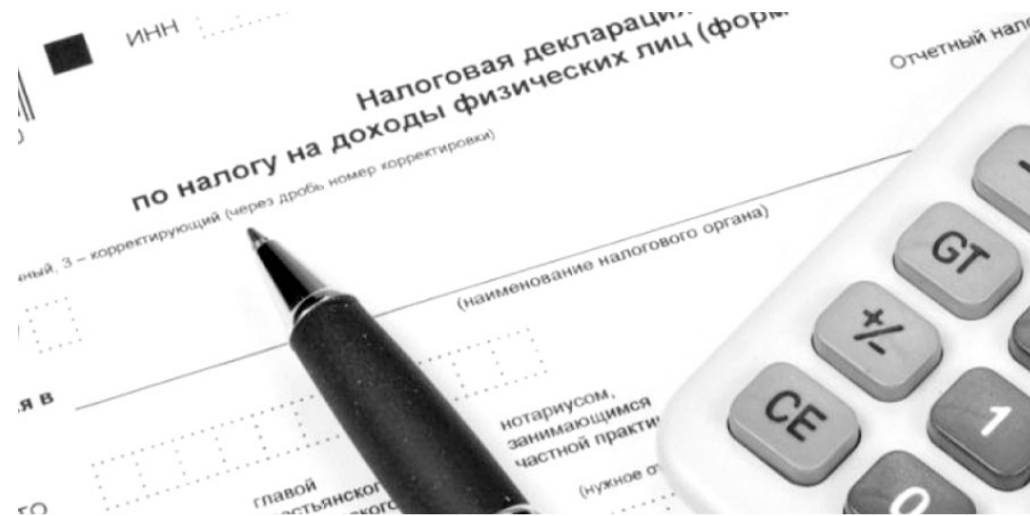 ИНН
Налоговая декларация
по налогу на доходы физических лиц (форм
Отчетный нал
3 – корректирующий (через дробь номер корректировки)
(наименование налогового органа)
я в
нотариусом,
занимающимся
частной практи
(нужное от
главой
GT
+/-
CE
1
0